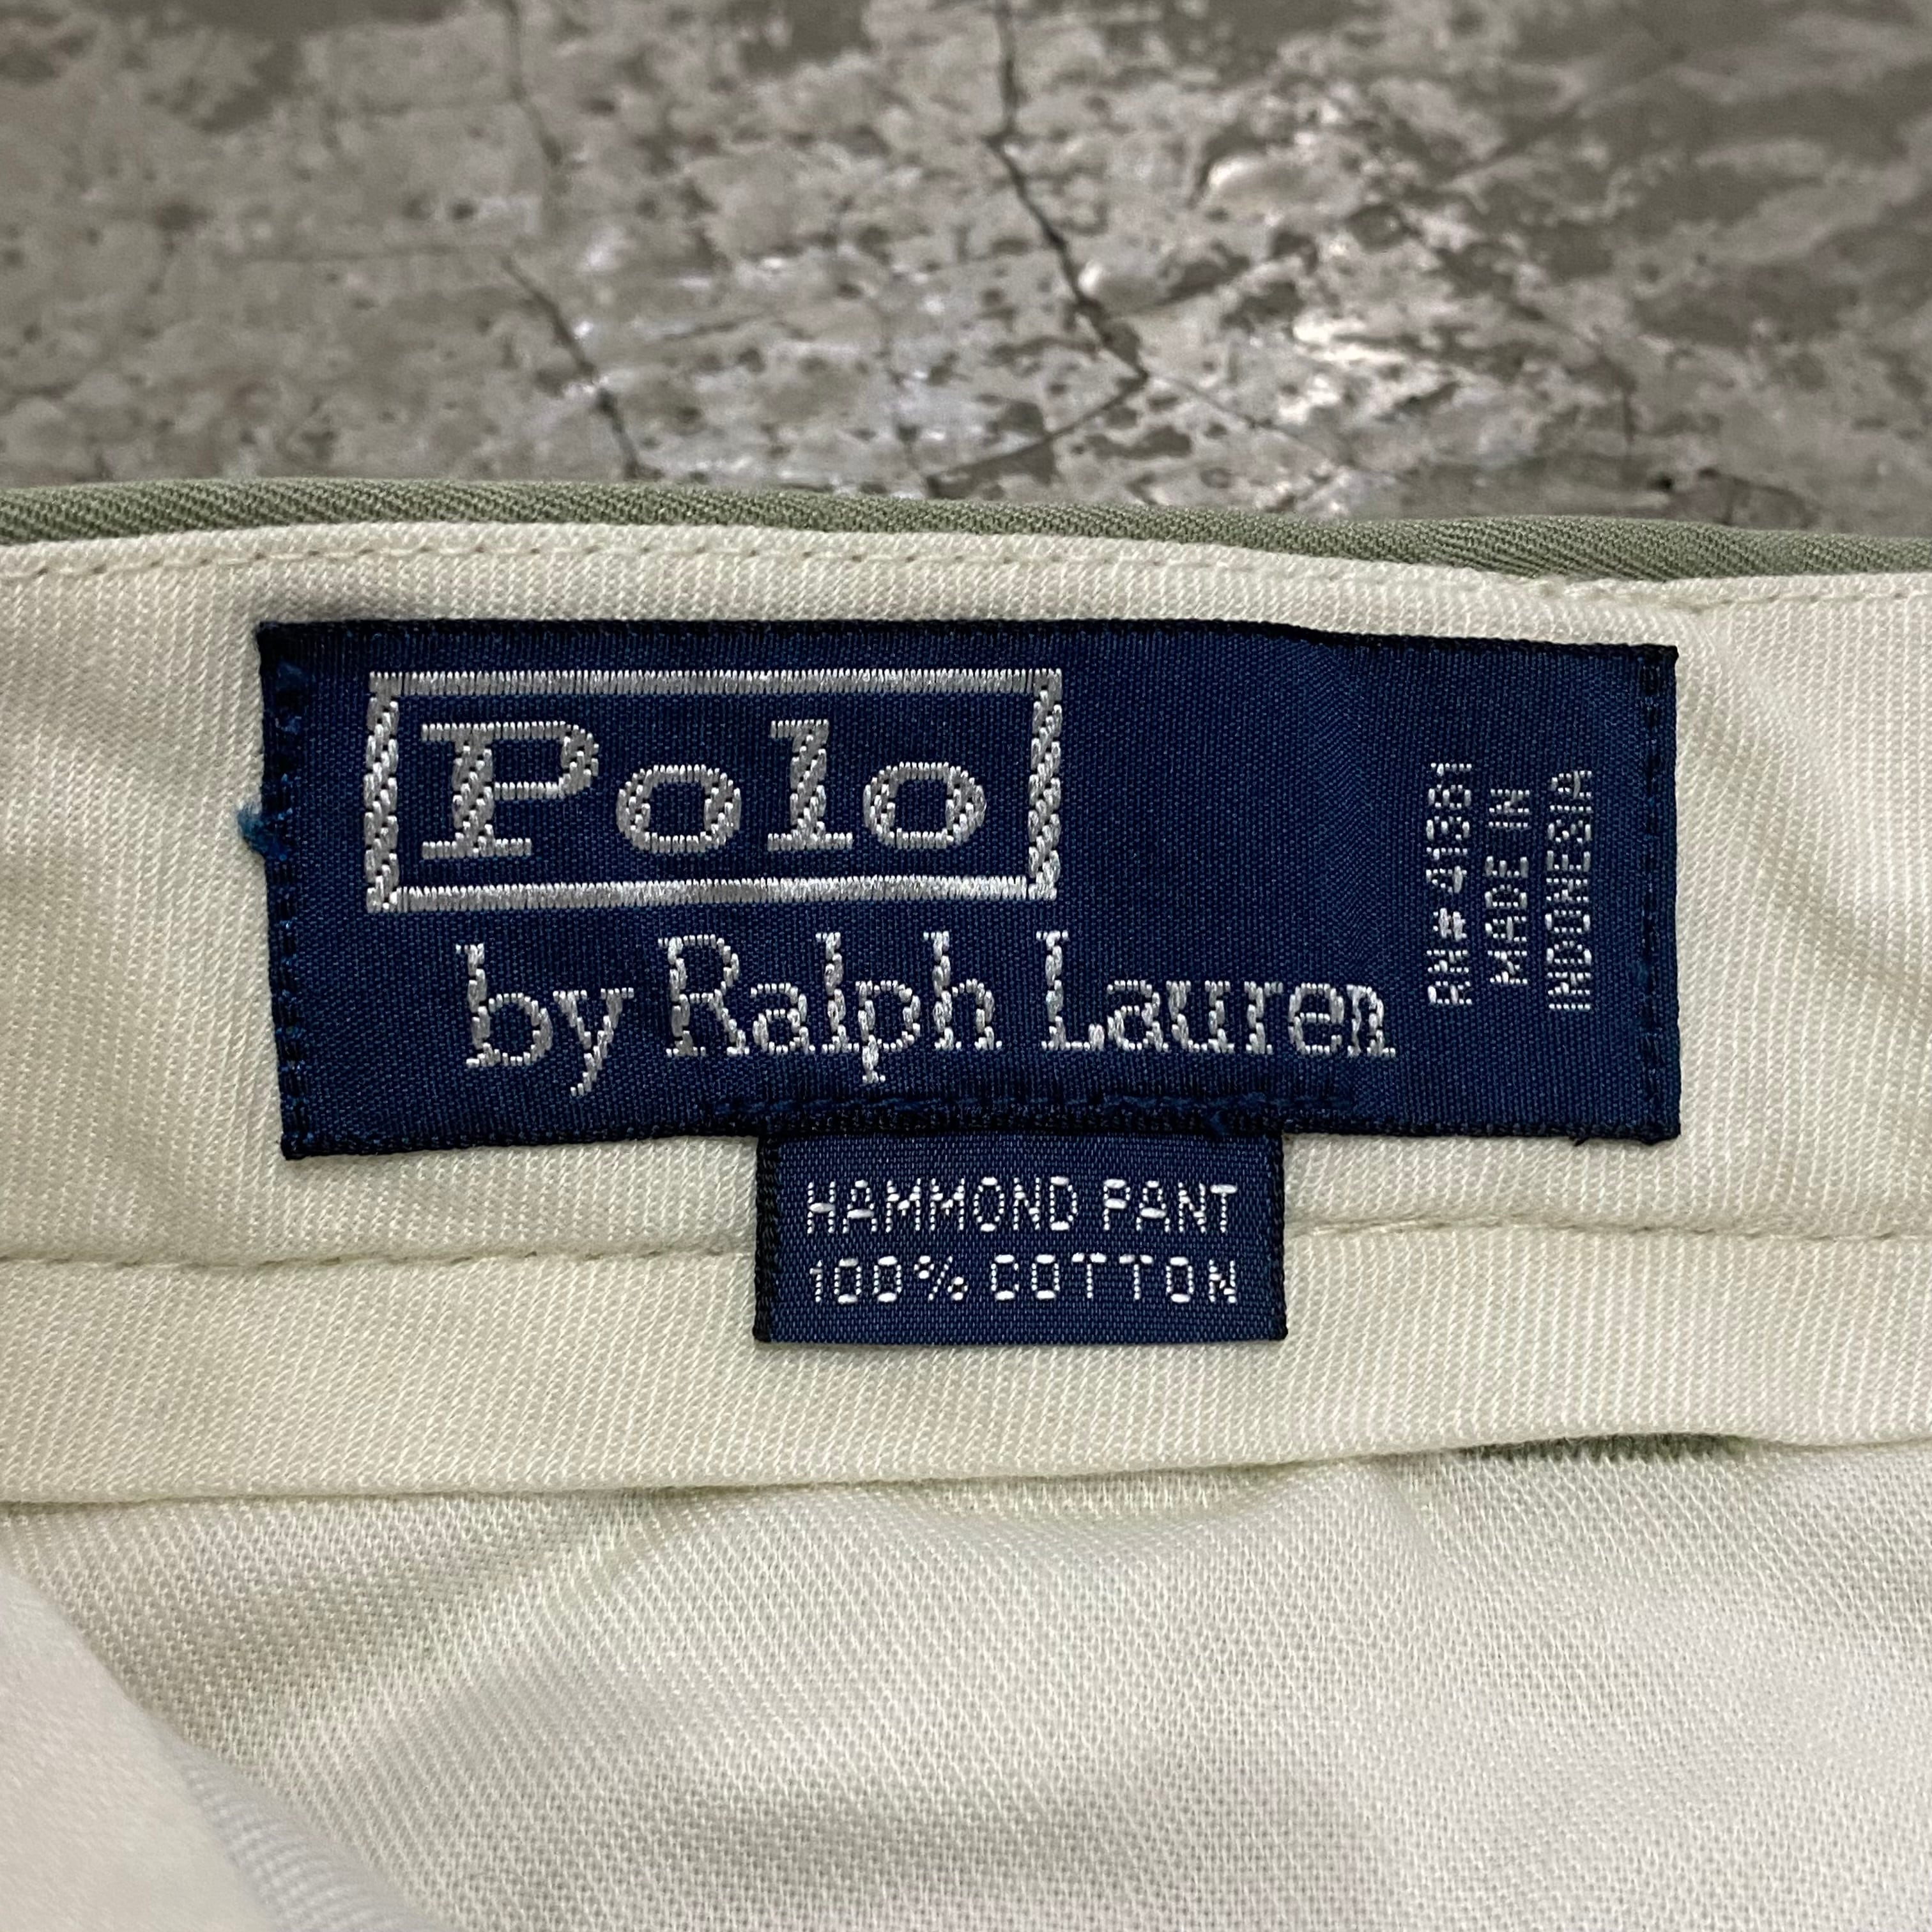 Polo
by Ralph Lauren
RN# 41381
MADE IN
INDONESIA
HAMMOND PANT
100% COTTON